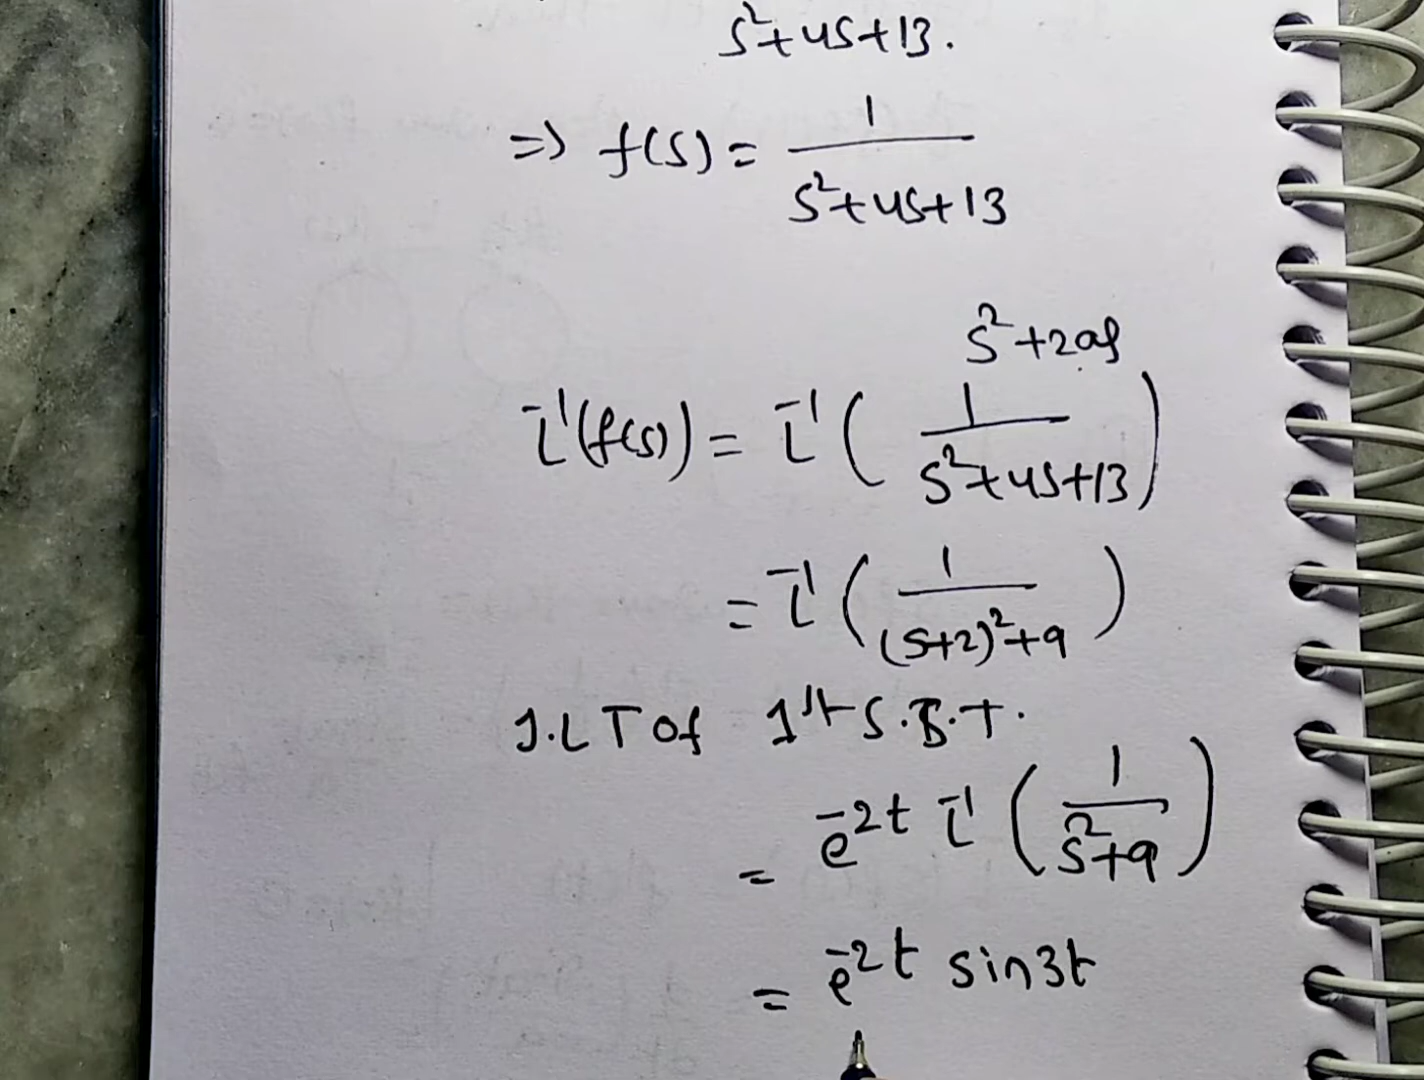 s²+4s+13.
=> f(s) = 1/(s²+4s+13)
s²+2as
L⁻¹(f(s)) = L⁻¹(1/(s²+4s+13))
= L⁻¹(1/((s+2)²+9))
I.L T of 1st S.B.T.
= e⁻²t L⁻¹(1/(s²+9))
= e⁻²t sin3t